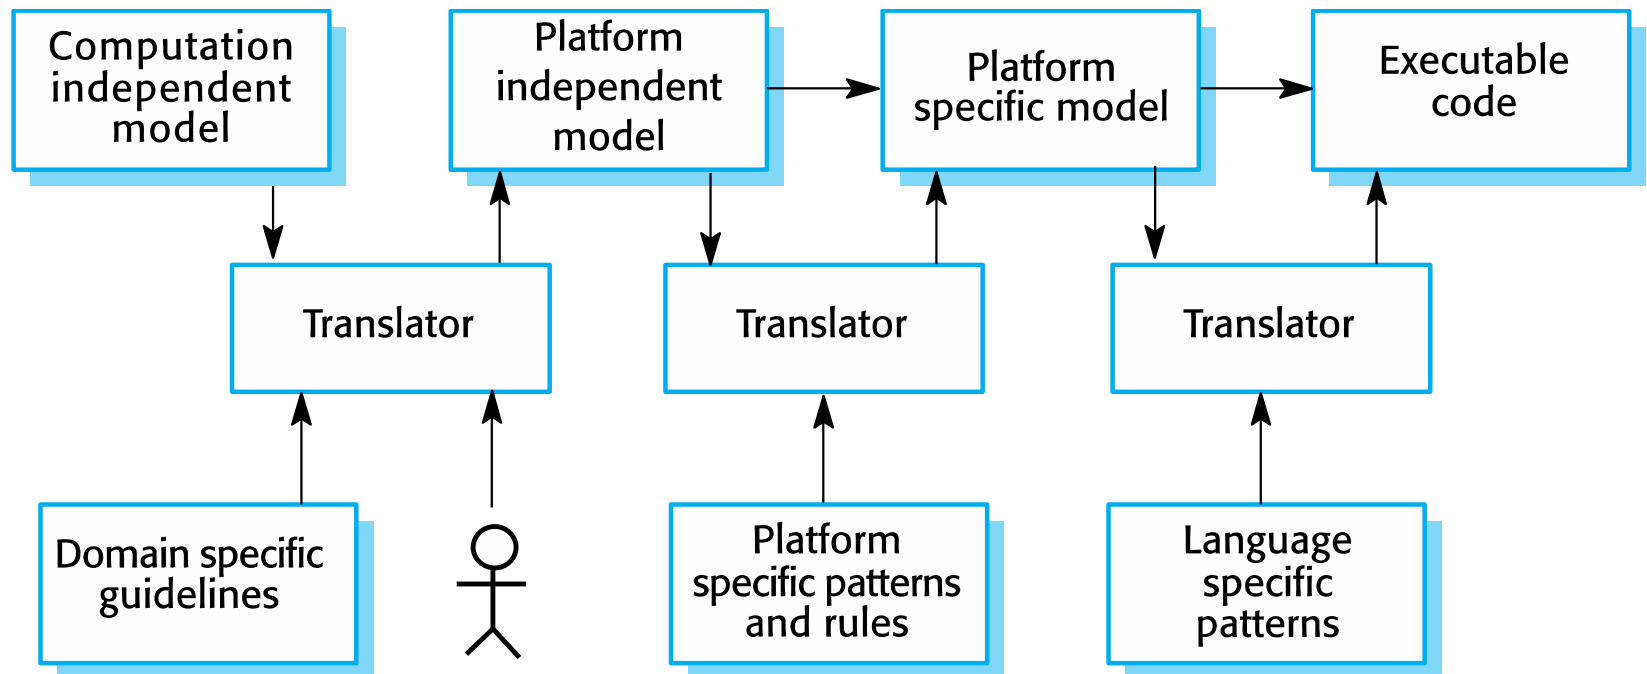 Computation
independent
model
Platform
independent
model
Platform
specific model
Executable
code
Translator
Translator
Translator
Domain specific
guidelines
Platform
specific patterns
and rules
Language
specific
patterns